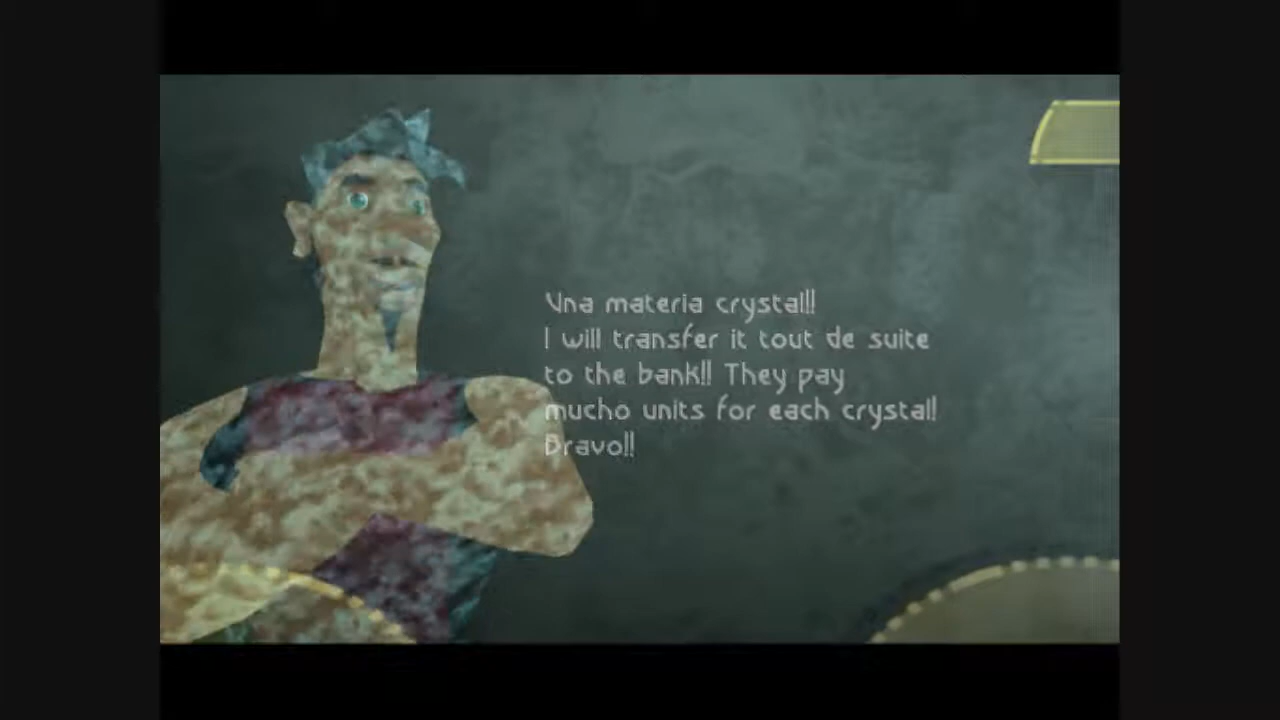 Una materia crystal!!
I will transfer it tout de suite
to the bank!! They pay
mucho units for each crystal!
Bravo!!